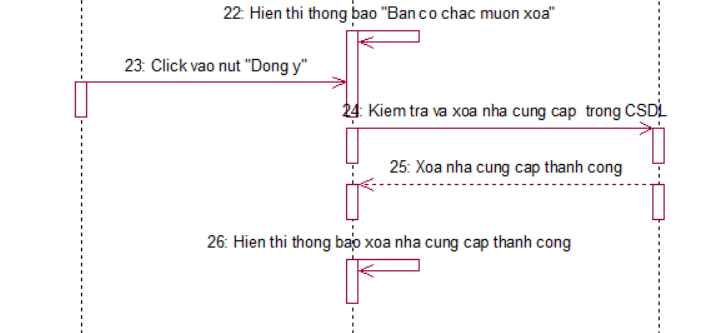 22: Hien thi thong bao "Ban co chac muon xoa"
23: Click vao nut "Dong y"
24: Kiem tra va xoa nha cung cap trong CSDL
25: Xoa nha cung cap thanh cong
26: Hien thi thong bao xoa nha cung cap thanh cong